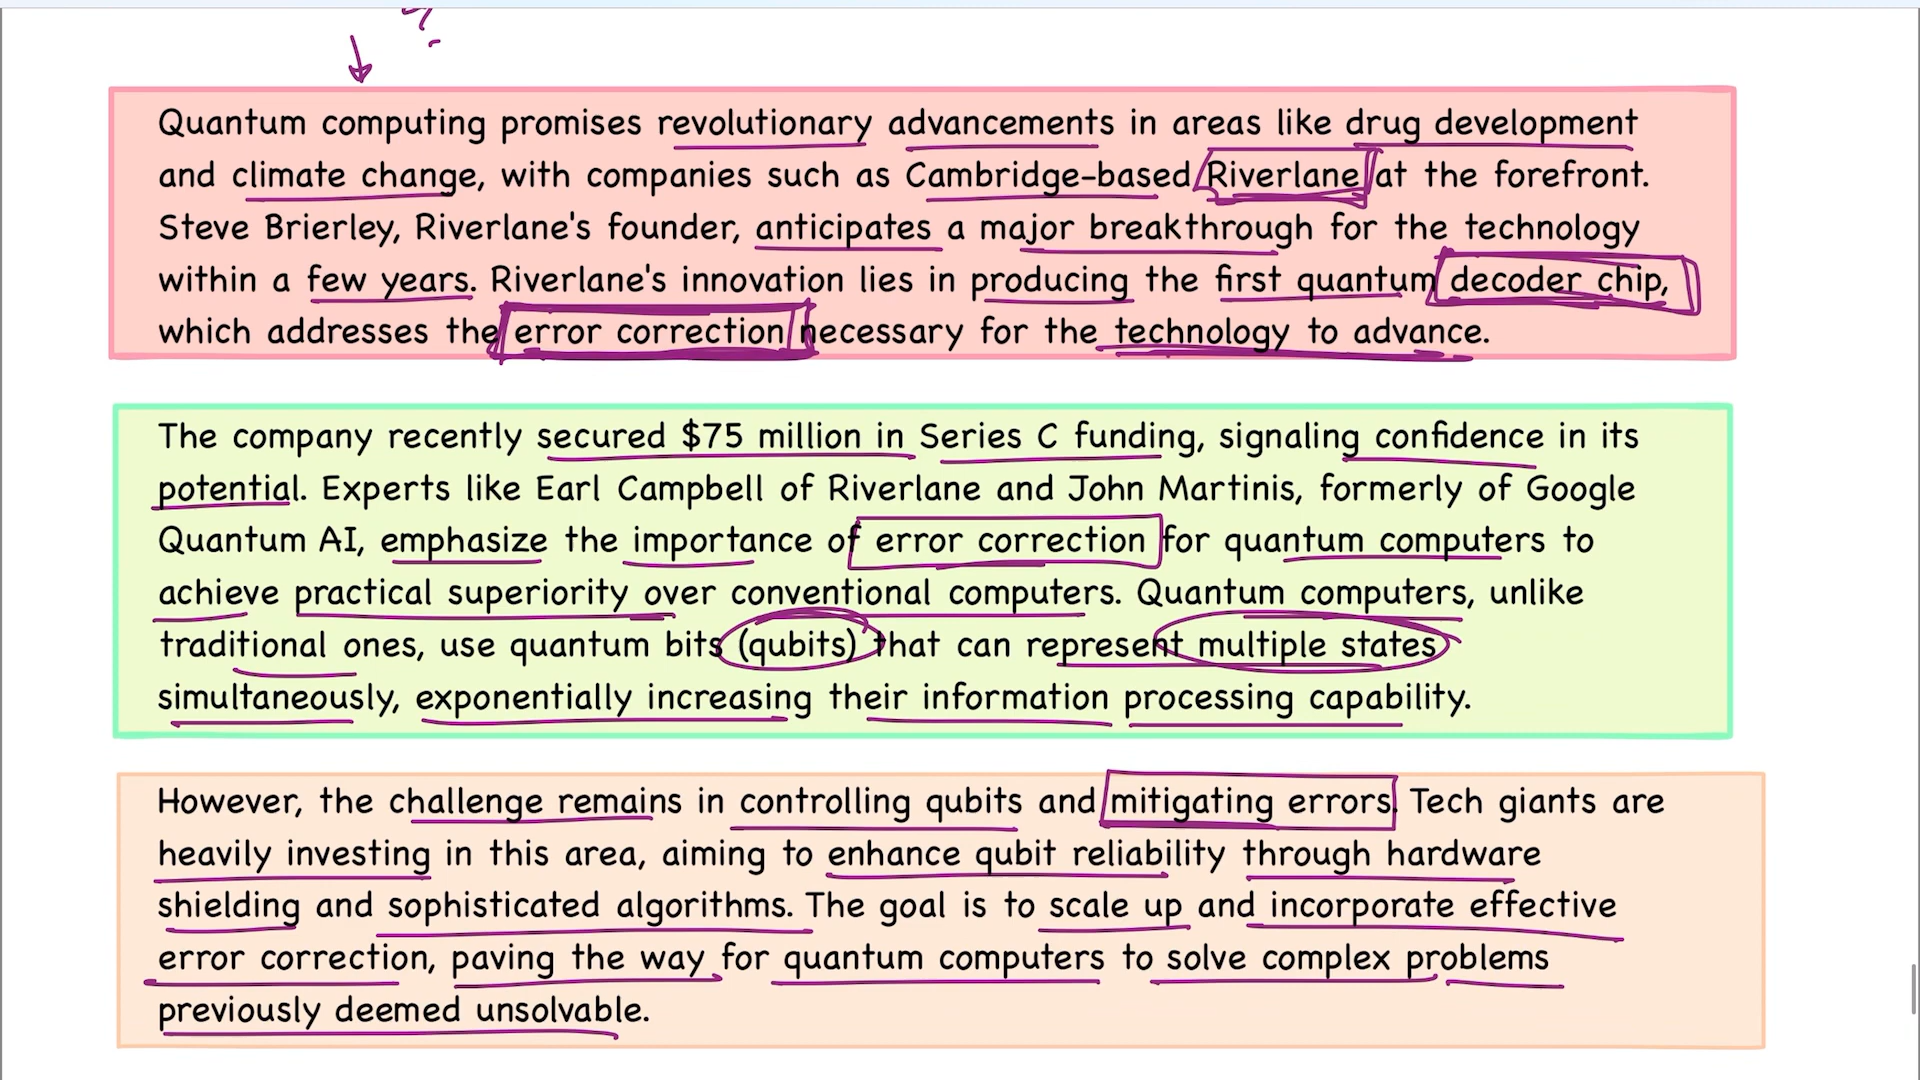 Quantum computing promises revolutionary advancements in areas like drug development
and climate change, with companies such as Cambridge-based Riverlane at the forefront.
Steve Brierley, Riverlane's founder, anticipates a major breakthrough for the technology
within a few years. Riverlane's innovation lies in producing the first quantum decoder chip,
which addresses the error correction necessary for the technology to advance.
The company recently secured $75 million in Series C funding, signaling confidence in its
potential. Experts like Earl Campbell of Riverlane and John Martinis, formerly of Google
Quantum AI, emphasize the importance of error correction for quantum computers to
achieve practical superiority over conventional computers. Quantum computers, unlike
traditional ones, use quantum bits (qubits) that can represent multiple states
simultaneously, exponentially increasing their information processing capability.
However, the challenge remains in controlling qubits and mitigating errors. Tech giants are
heavily investing in this area, aiming to enhance qubit reliability through hardware
shielding and sophisticated algorithms. The goal is to scale up and incorporate effective
error correction, paving the way for quantum computers to solve complex problems
previously deemed unsolvable.